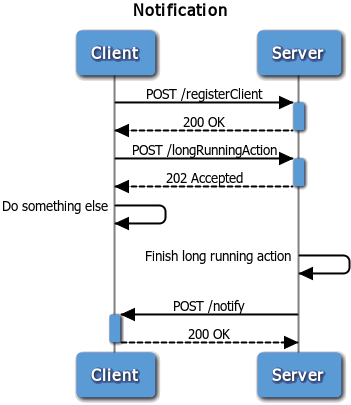 Notification
Client Server
POST /registerClient
200 OK
POST /longRunningAction
202 Accepted
Do something else
Finish long running action
POST /notify
200 OK
Client Server